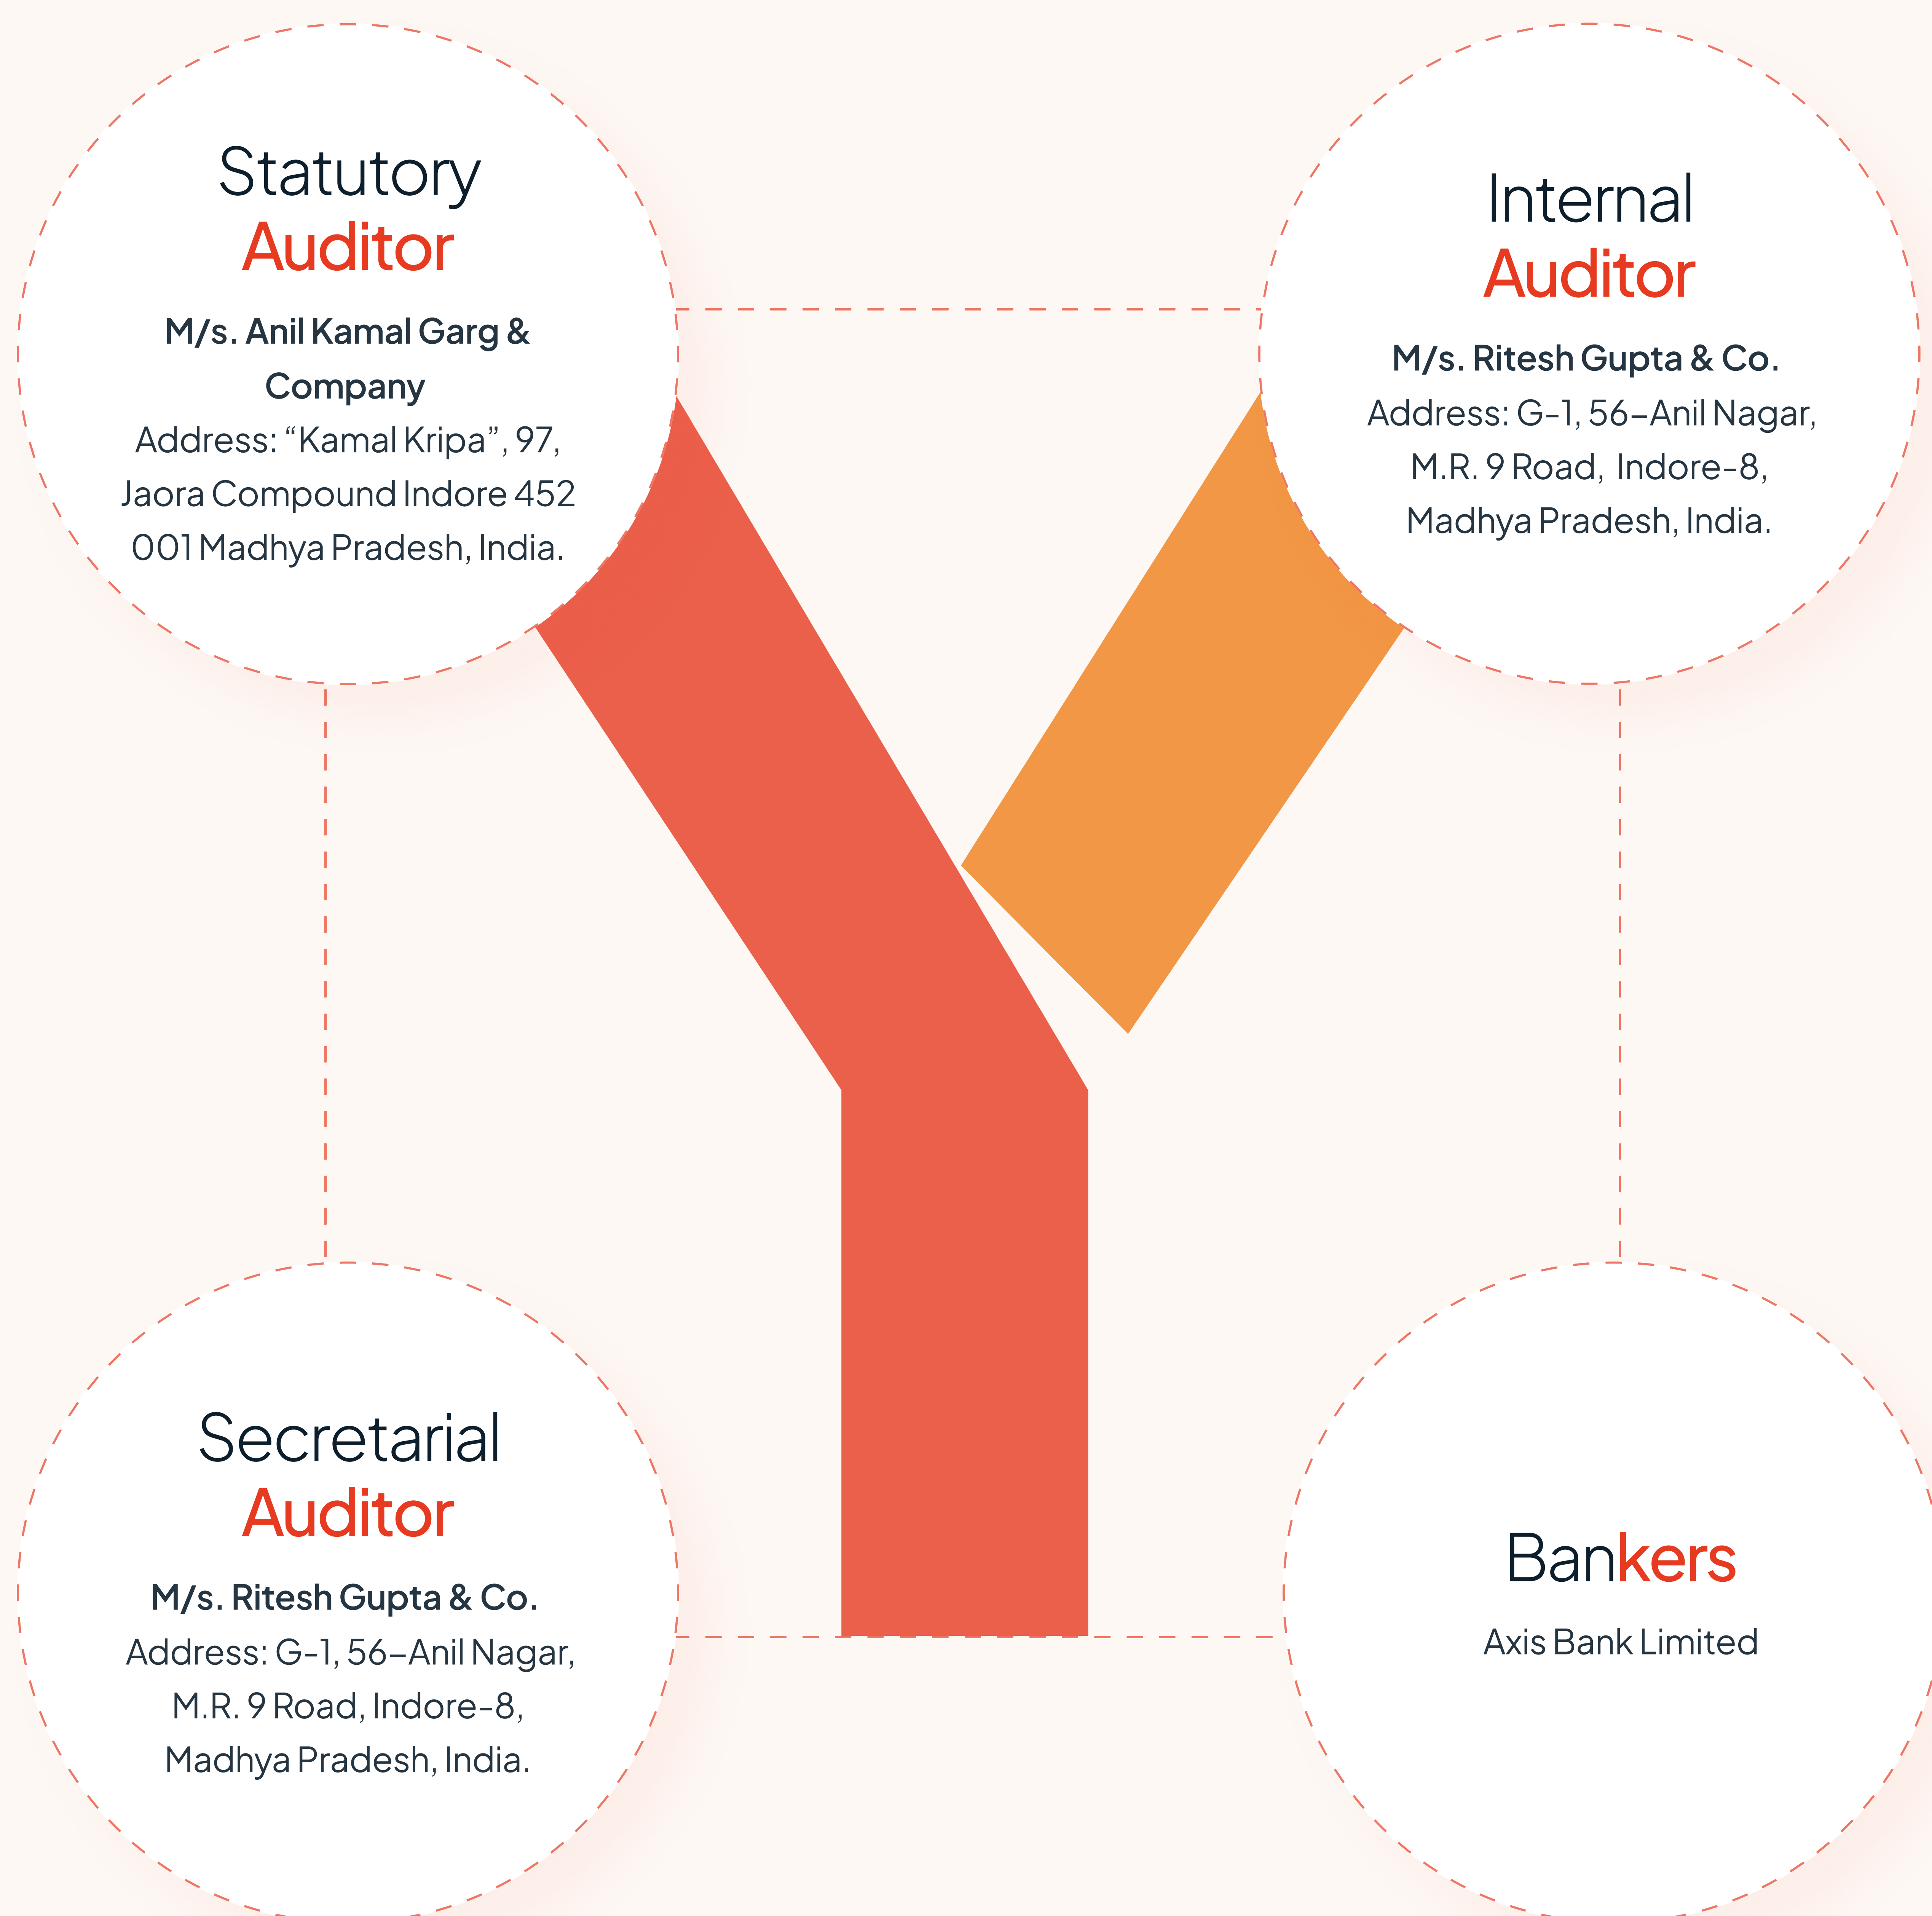 Statutory
Auditor
M/s. Anil Kamal Garg &
Company
Address: “Kamal Kripa”, 97,
Jaora Compound Indore 452
001 Madhya Pradesh, India.
Internal
Auditor
M/s. Ritesh Gupta & Co.
Address: G-1, 56–Anil Nagar,
M.R. 9 Road,  Indore-8,
Madhya Pradesh, India.
Secretarial
Auditor
M/s. Ritesh Gupta & Co.
Address: G-1, 56–Anil Nagar,
M.R. 9 Road, Indore-8,
Madhya Pradesh, India.
Bankers
Axis Bank Limited